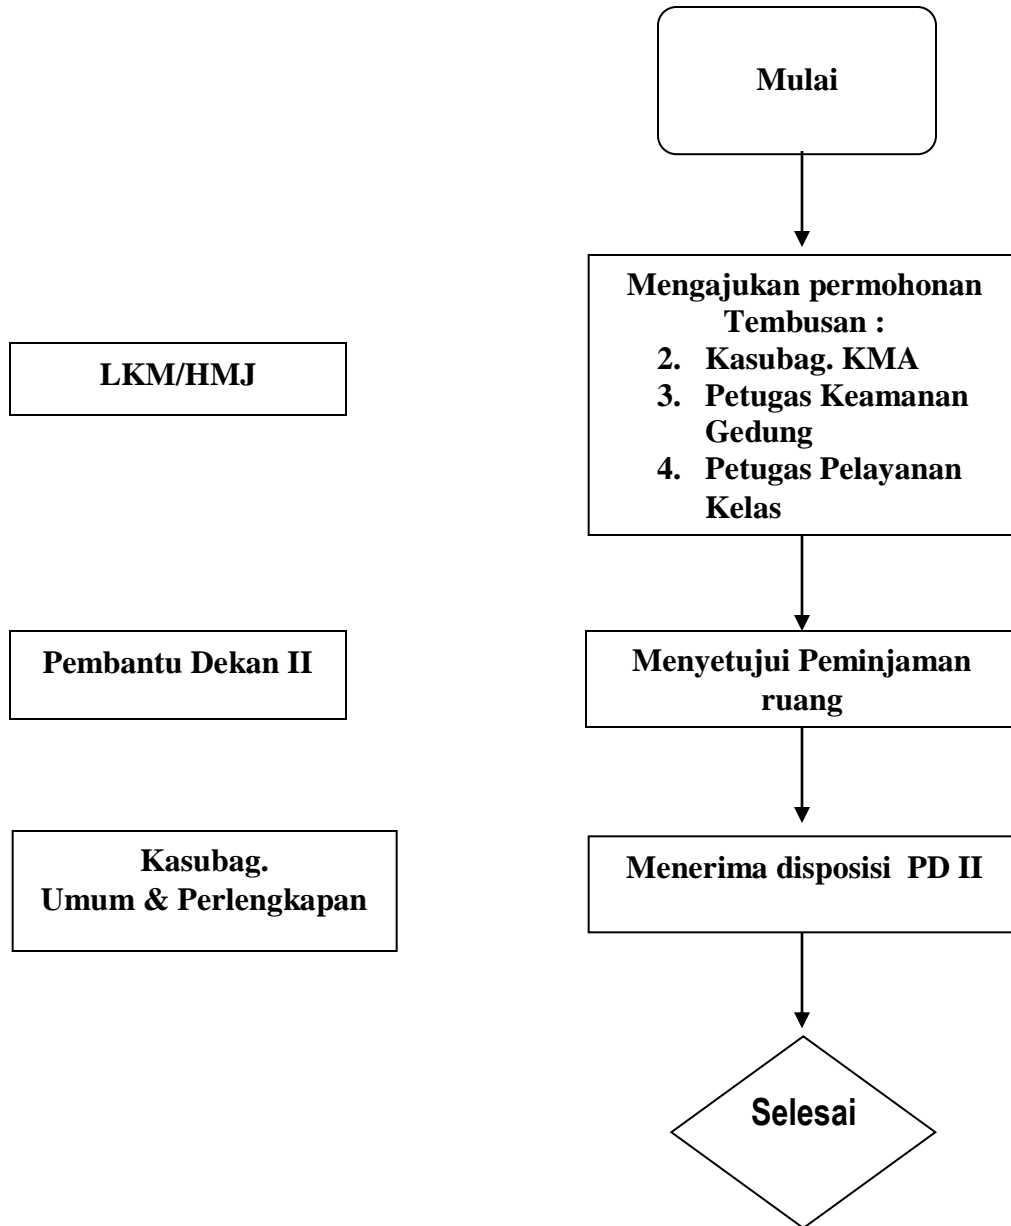 Mulai
Mengajukan permohonan
Tembusan :
2. Kasubag. KMA
3. Petugas Keamanan
Gedung
4. Petugas Pelayanan
Kelas
LKM/HMJ
Pembantu Dekan II
Menyetujui Peminjaman
ruang
Kasubag.
Umum & Perlengkapan
Menerima disposisi PD II
Selesai